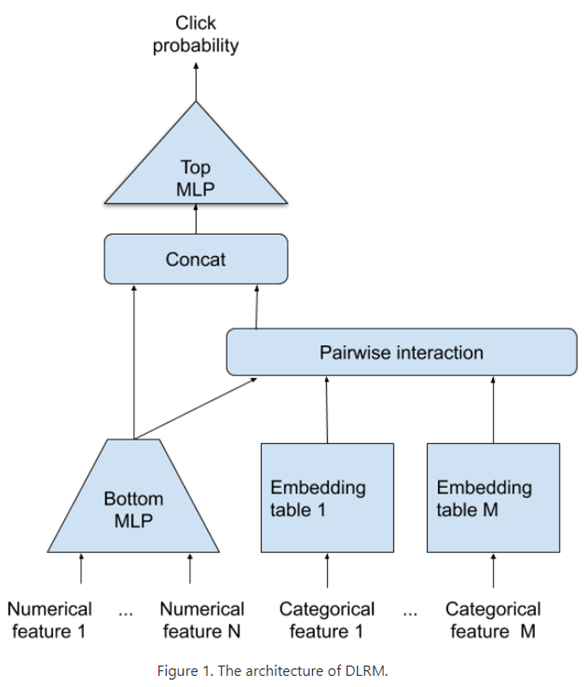 Click
probability
Top
MLP
Concat
Pairwise interaction
Bottom
MLP
Embedding
table 1
Embedding
table M
Numerical
feature 1
...
Numerical
feature N
Categorical
feature 1
...
Categorical
feature M
Figure 1. The architecture of DLRM.